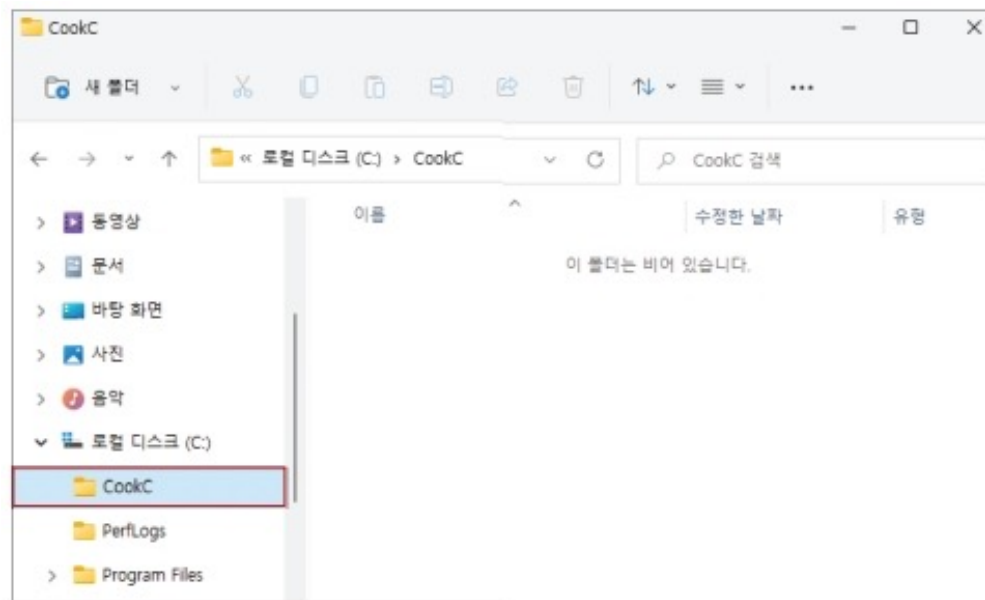 CookC
새 폴더
« 로컬 디스크 (C:) › CookC
CookC 검색
이름 수정한 날짜 유형
이 폴더는 비어 있습니다.
동영상
문서
바탕 화면
사진
음악
로컬 디스크 (C:)
CookC
PerfLogs
Program Files